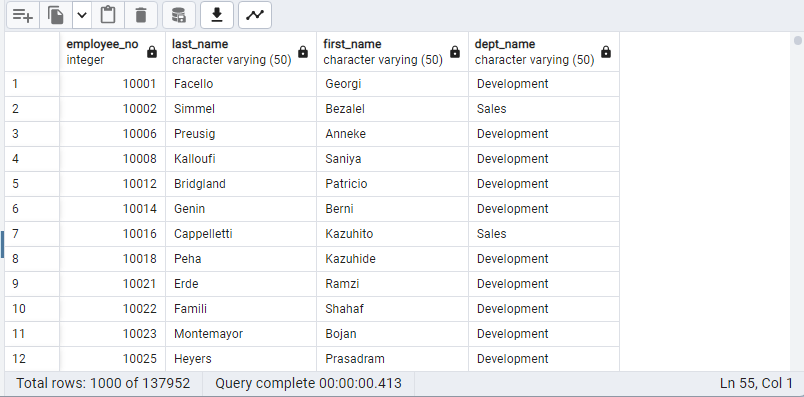 employee_no last_name first_name dept_name
integer character varying (50) character varying (50) character varying (50)
1 10001 Facello Georgi Development
2 10002 Simmel Bezalel Sales
3 10006 Preusig Anneke Development
4 10008 Kalloufi Saniya Development
5 10012 Bridgland Patricio Development
6 10014 Genin Berni Development
7 10016 Cappelletti Kazuhito Sales
8 10018 Peha Kazuhide Development
9 10021 Erde Ramzi Development
10 10022 Famili Shahaf Development
11 10023 Montemayor Bojan Development
12 10025 Heyers Prasadram Development
Total rows: 1000 of 137952 Query complete 00:00:00.413 Ln 55, Col 1